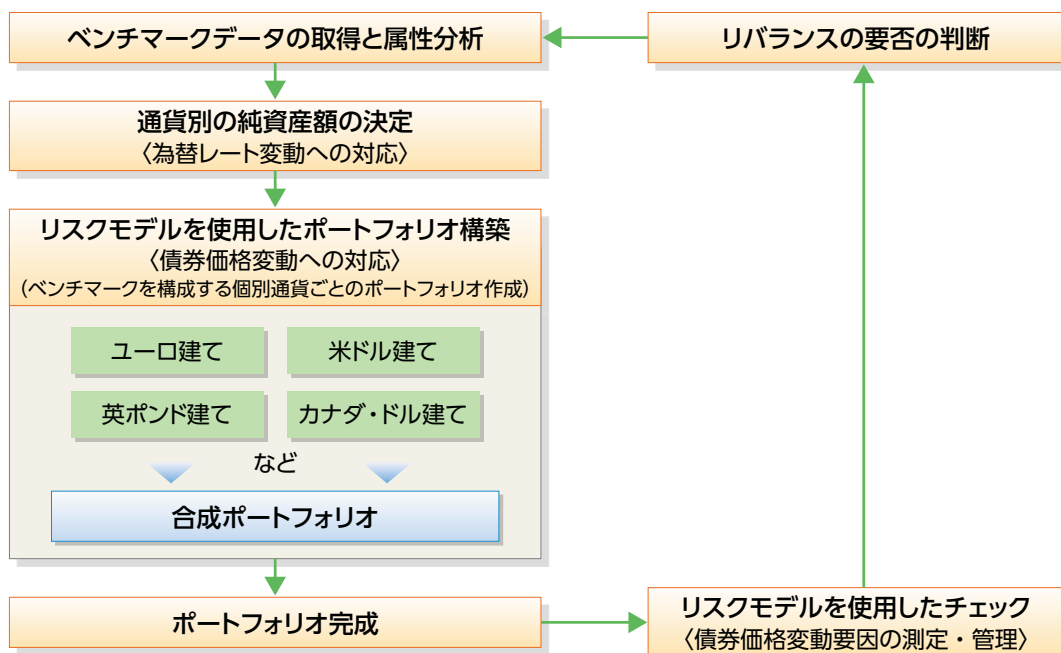 ベンチマークデータの取得と属性分析
リバランスの要否の判断
通貨別の純資産額の決定
〈為替レート変動への対応〉
リスクモデルを使用したポートフォリオ構築
〈債券価格変動への対応〉
(ベンチマークを構成する個別通貨ごとのポートフォリオ作成)
ユーロ建て
米ドル建て
英ポンド建て
カナダ・ドル建て
など
合成ポートフォリオ
ポートフォリオ完成
リスクモデルを使用したチェック
〈債券価格変動要因の測定・管理〉